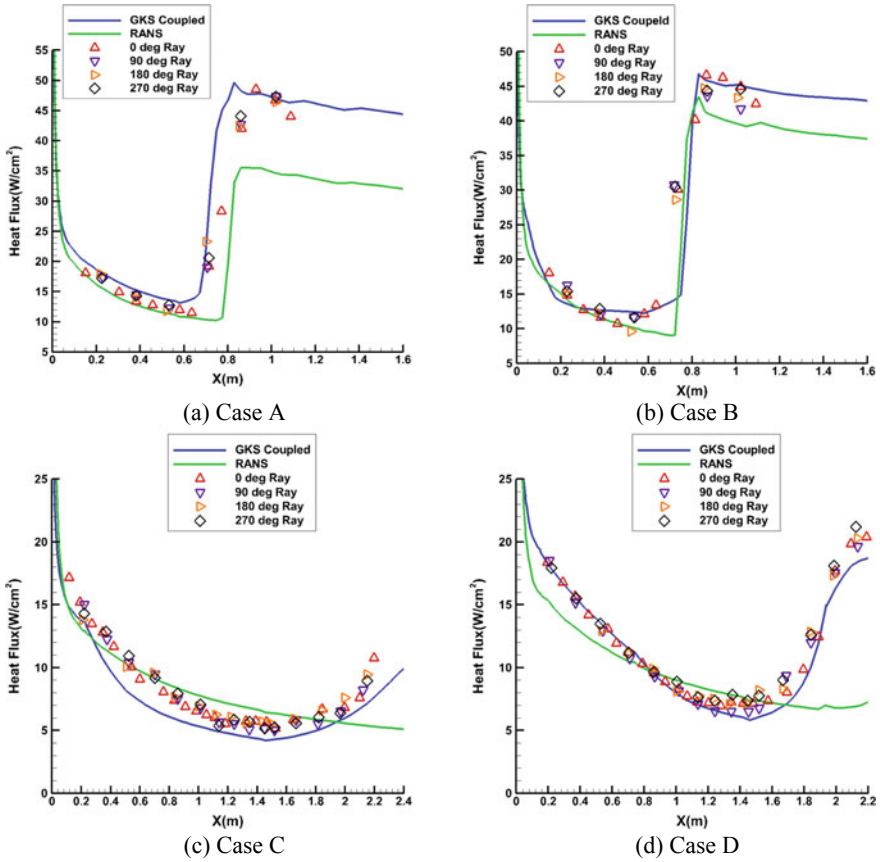 GKS Coupled
RANS
0 deg Ray
90 deg Ray
180 deg Ray
270 deg Ray
Heat Flux(W/cm²)
55
50
45
40
35
30
25
20
15
10
5
0 0.2 0.4 0.6 0.8 1 1.2 1.4 1.6
X(m)
(a) Case A
GKS Coupeld
RANS
0 deg Ray
90 deg Ray
180 deg Ray
270 deg Ray
Heat Flux(W/cm²)
50
45
40
35
30
25
20
15
10
5
0 0.2 0.4 0.6 0.8 1 1.2 1.4 1.6
X(m)
(b) Case B
GKS Coupled
RANS
0 deg Ray
90 deg Ray
180 deg Ray
270 deg Ray
Heat Flux(W/cm²)
25
20
15
10
5
0
0 0.2 0.4 0.6 0.8 1 1.2 1.4 1.6 1.8 2 2.2 2.4
X(m)
(c) Case C
GKS Coupled
RANS
0 deg Ray
90 deg Ray
180 deg Ray
270 deg Ray
Heat Flux(W/cm²)
25
20
15
10
5
0
0 0.2 0.4 0.6 0.8 1 1.2 1.4 1.6 1.8 2 2.2
X(m)
(d) Case D